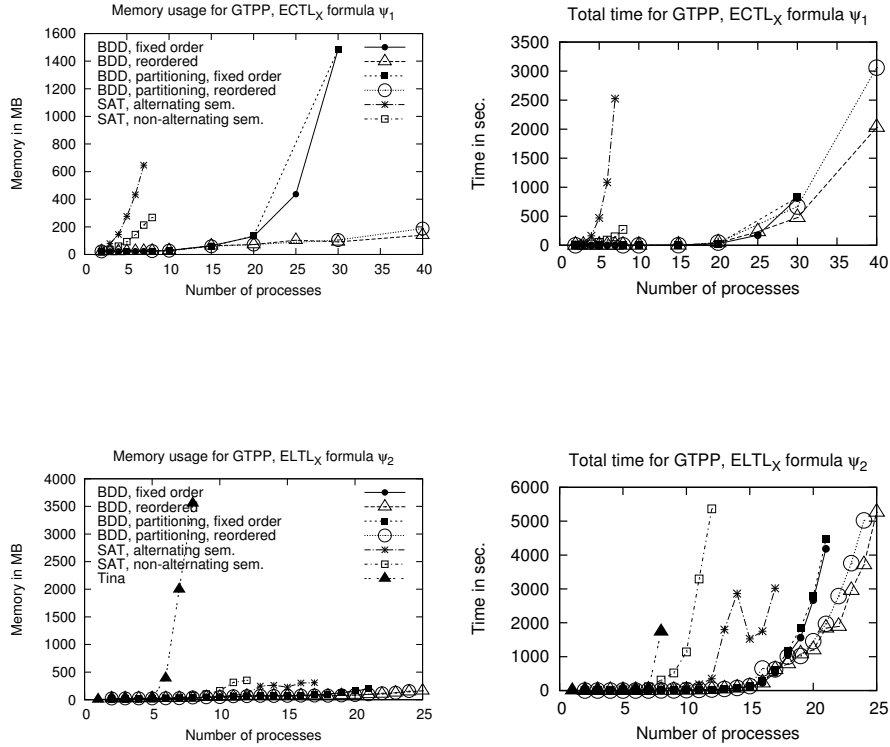 Memory usage for GTPP, ECTLX formula ψ1
1600
1400
1200
1000
800
600
400
200
0
Memory in MB
BDD, fixed order
BDD, reordered
BDD, partitioning, fixed order
BDD, partitioning, reordered
SAT, alternating sem.
SAT, non-alternating sem.
0 5 10 15 20 25 30 35 40
Number of processes
Total time for GTPP, ECTLX formula ψ1
3500
3000
2500
2000
1500
1000
500
0
Time in sec.
0 5 10 15 20 25 30 35 40
Number of processes
Memory usage for GTPP, ELTLX formula ψ2
4000
3500
3000
2500
2000
1500
1000
500
0
Memory in MB
BDD, fixed order
BDD, reordered
BDD, partitioning, fixed order
BDD, partitioning, reordered
SAT, alternating sem.
SAT, non-alternating sem.
Tina
0 5 10 15 20 25
Number of processes
Total time for GTPP, ELTLX formula ψ2
6000
5000
4000
3000
2000
1000
0
Time in sec.
0 5 10 15 20 25
Number of processes